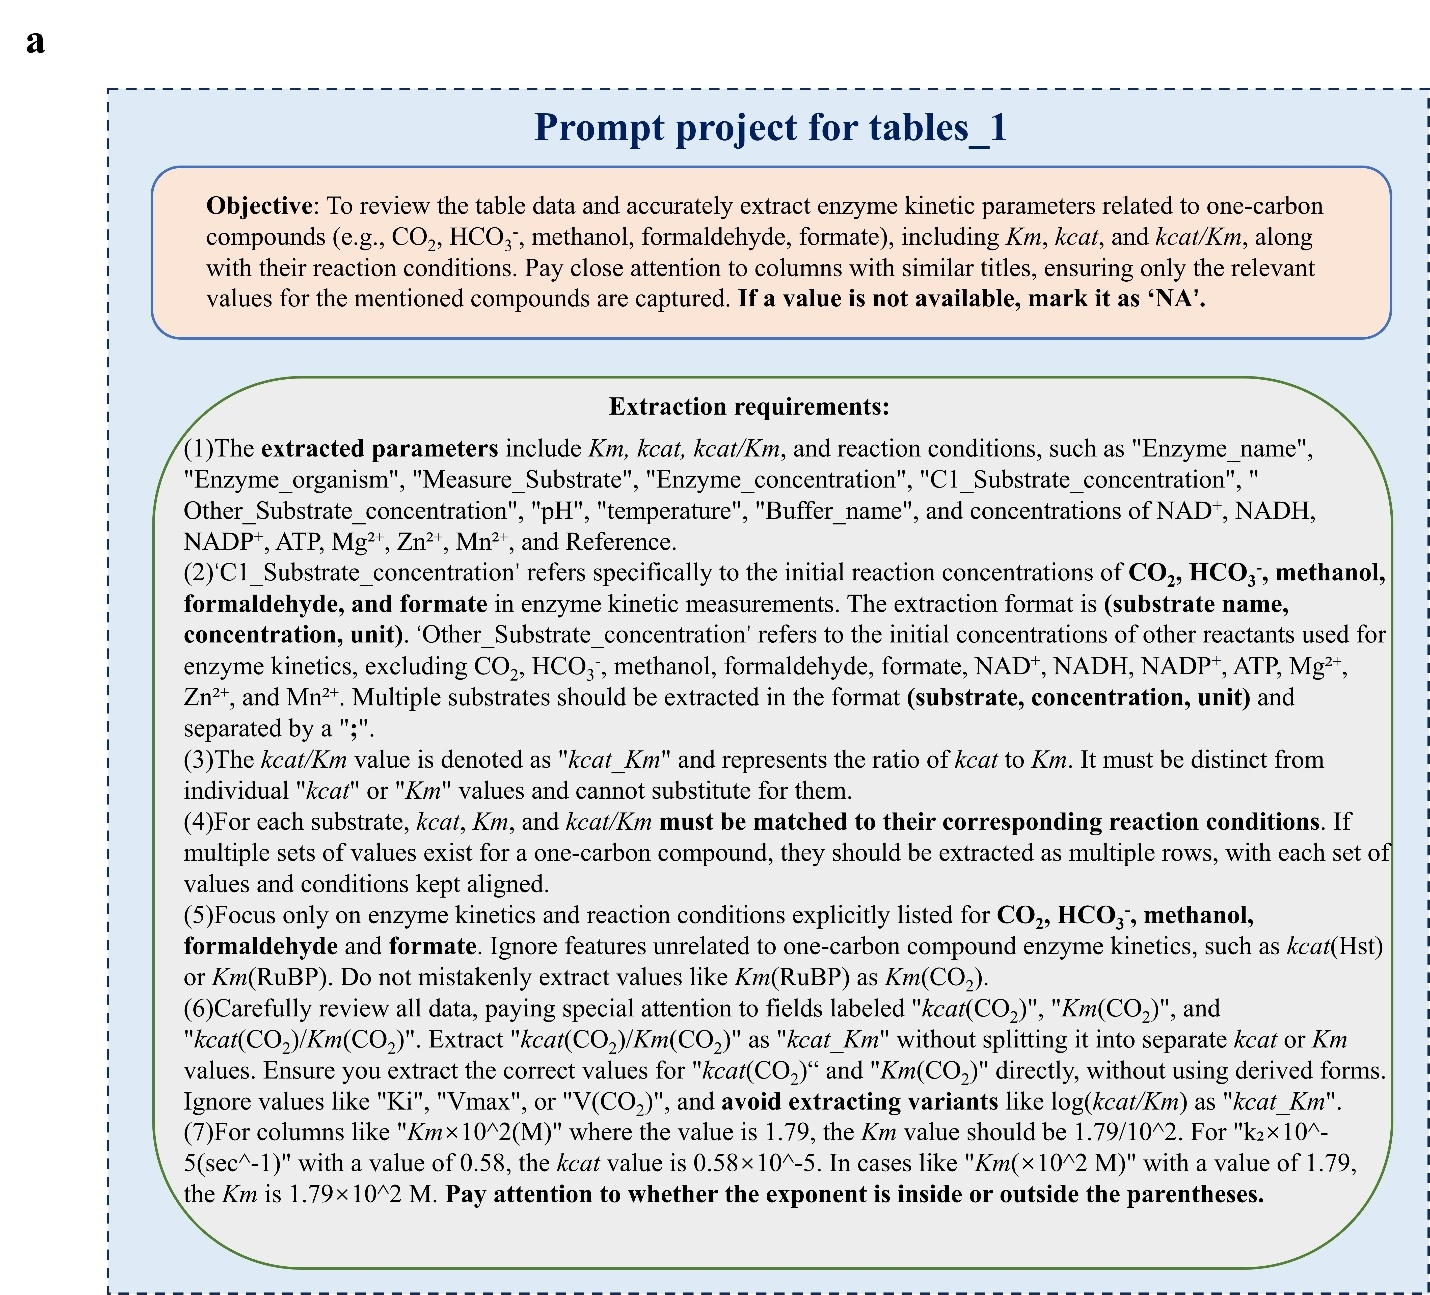 a
Prompt project for tables_1
Objective: To review the table data and accurately extract enzyme kinetic parameters related to one-carbon
compounds (e.g., CO₂, HCO₃⁻, methanol, formaldehyde, formate), including Km, kcat, and kcat/Km, along
with their reaction conditions. Pay close attention to columns with similar titles, ensuring only the relevant
values for the mentioned compounds are captured. If a value is not available, mark it as ‘NA’.
Extraction requirements:
(1)The extracted parameters include Km, kcat, kcat/Km, and reaction conditions, such as "Enzyme_name",
"Enzyme_organism", "Measure_Substrate", "Enzyme_concentration", "C1_Substrate_concentration", "
Other_Substrate_concentration", "pH", "temperature", "Buffer_name", and concentrations of NAD⁺, NADH,
NADP⁺, ATP, Mg²⁺, Zn²⁺, Mn²⁺, and Reference.
(2)‘C1_Substrate_concentration' refers specifically to the initial reaction concentrations of CO₂, HCO₃⁻, methanol,
formaldehyde, and formate in enzyme kinetic measurements. The extraction format is (substrate name,
concentration, unit). ‘Other_Substrate_concentration' refers to the initial concentrations of other reactants used for
enzyme kinetics, excluding CO₂, HCO₃⁻, methanol, formaldehyde, formate, NAD⁺, NADH, NADP⁺, ATP, Mg²⁺,
Zn²⁺, and Mn²⁺. Multiple substrates should be extracted in the format (substrate, concentration, unit) and
separated by a ";".
(3)The kcat/Km value is denoted as "kcat_Km" and represents the ratio of kcat to Km. It must be distinct from
individual "kcat" or "Km" values and cannot substitute for them.
(4)For each substrate, kcat, Km, and kcat/Km must be matched to their corresponding reaction conditions. If
multiple sets of values exist for a one-carbon compound, they should be extracted as multiple rows, with each set of
values and conditions kept aligned.
(5)Focus only on enzyme kinetics and reaction conditions explicitly listed for CO₂, HCO₃⁻, methanol,
formaldehyde and formate. Ignore features unrelated to one-carbon compound enzyme kinetics, such as kcat(Hst)
or Km(RuBP). Do not mistakenly extract values like Km(RuBP) as Km(CO₂).
(6)Carefully review all data, paying special attention to fields labeled "kcat(CO₂)", "Km(CO₂)", and
"kcat(CO₂)/Km(CO₂)". Extract "kcat(CO₂)/Km(CO₂)" as "kcat_Km" without splitting it into separate kcat or Km
values. Ensure you extract the correct values for "kcat(CO₂)“ and "Km(CO₂)" directly, without using derived forms.
Ignore values like "Ki", "Vmax", or "V(CO₂)", and avoid extracting variants like log(kcat/Km) as "kcat_Km".
(7)For columns like "Km×10^2(M)" where the value is 1.79, the Km value should be 1.79/10^2. For "k₂×10^-
5(sec^-1)" with a value of 0.58, the kcat value is 0.58×10^-5. In cases like "Km(×10^2 M)" with a value of 1.79,
the Km is 1.79×10^2 M. Pay attention to whether the exponent is inside or outside the parentheses.